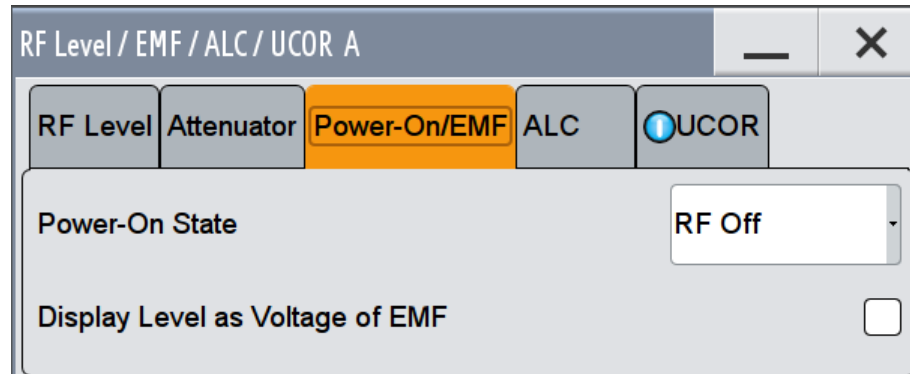 RF Level / EMF / ALC / UCOR A
RF Level Attenuator Power-On/EMF ALC UCOR
Power-On State RF Off
Display Level as Voltage of EMF